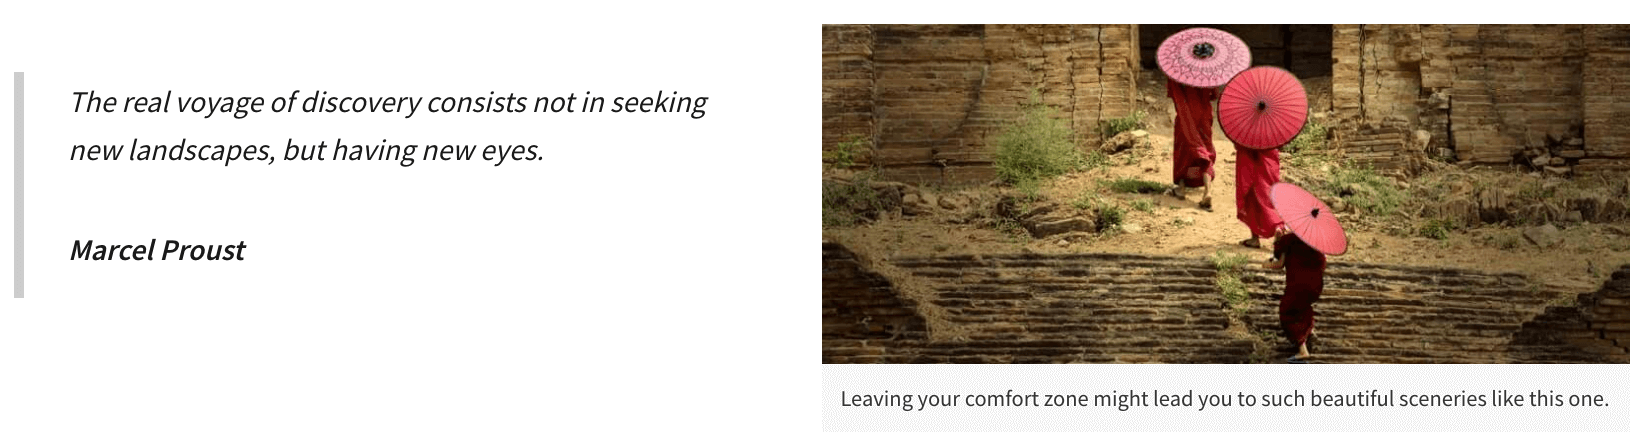 The real voyage of discovery consists not in seeking
new landscapes, but having new eyes.
Marcel Proust
Leaving your comfort zone might lead you to such beautiful sceneries like this one.